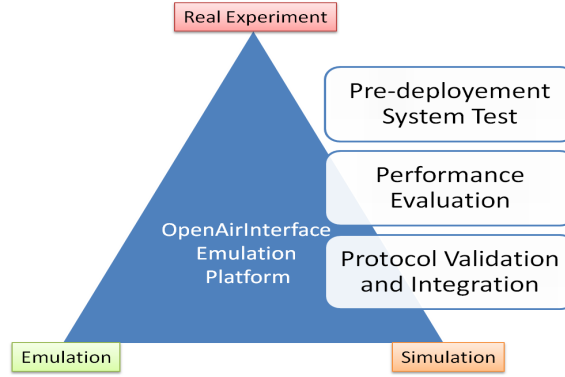 Real Experiment
Pre-deployement
System Test
Performance
Evaluation
OpenAirInterface
Emulation
Platform
Protocol Validation
and Integration
Emulation
Simulation